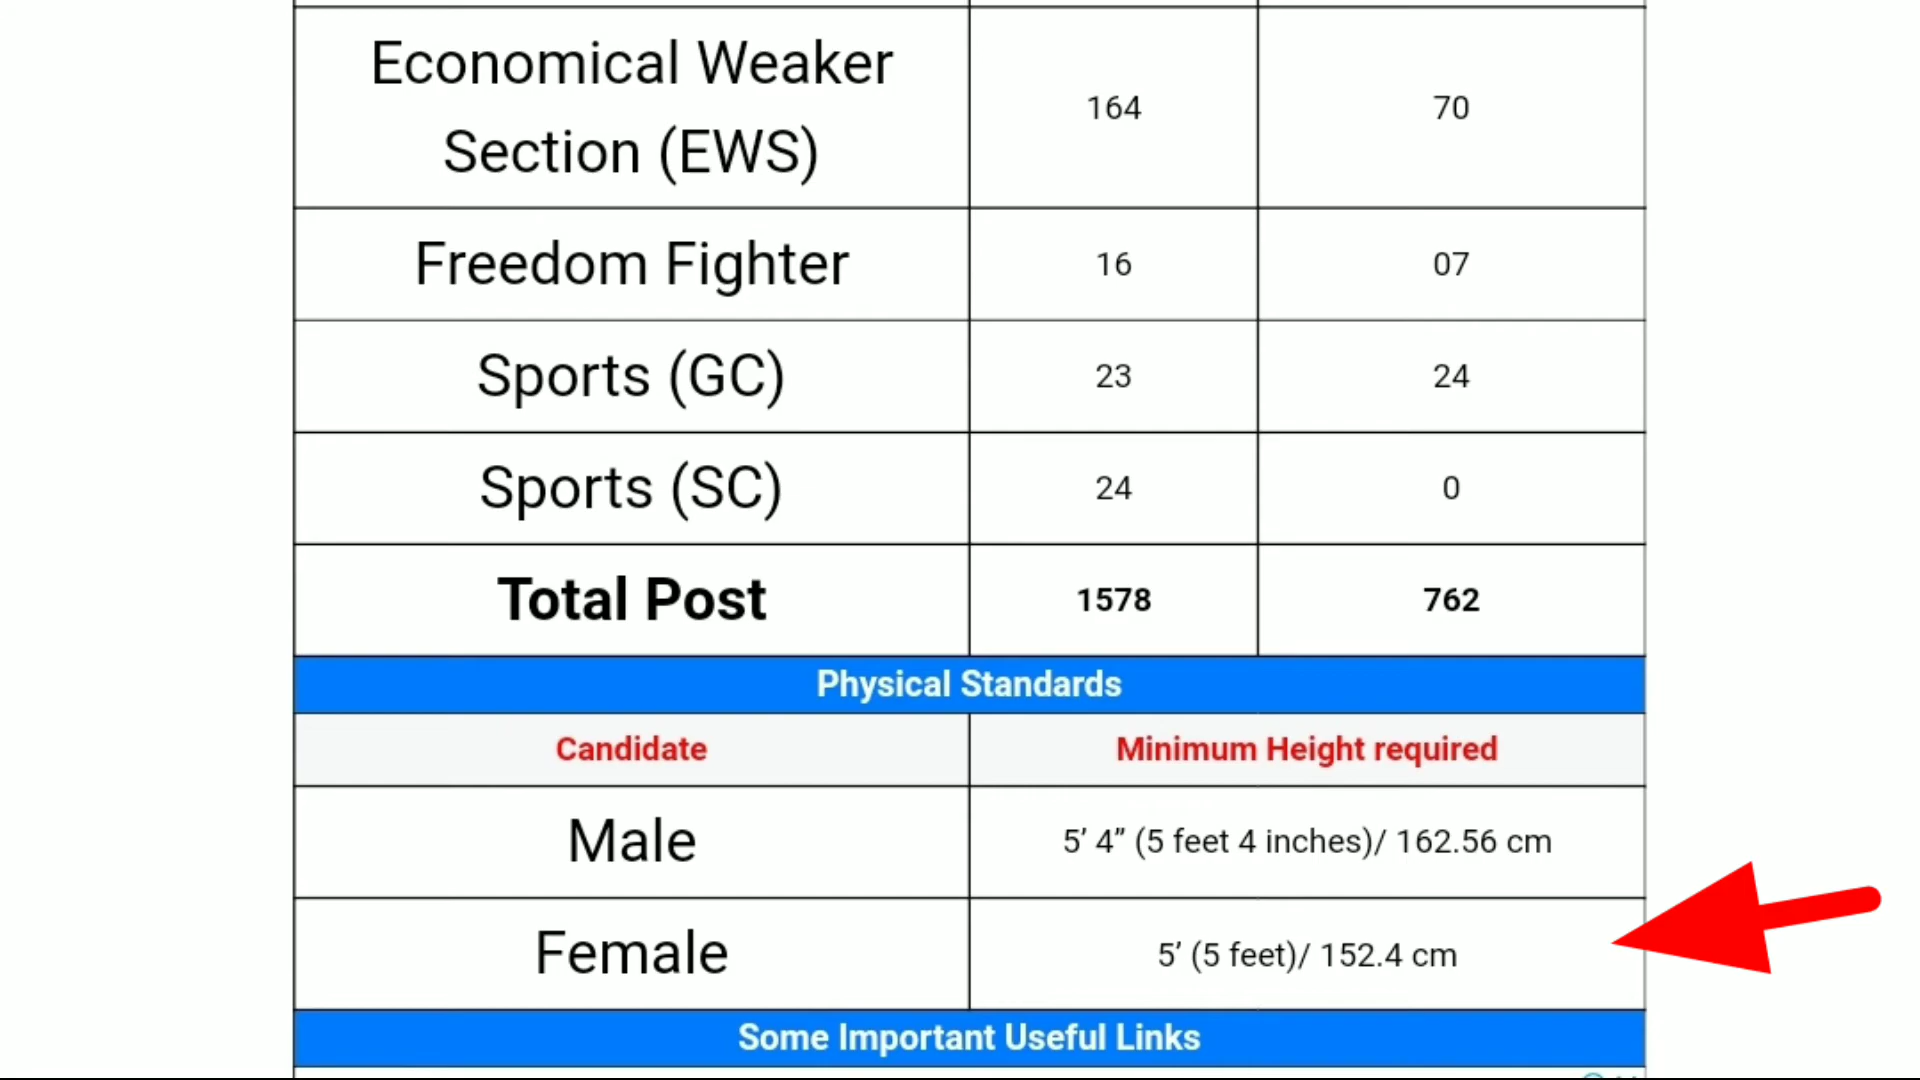 Economical Weaker
Section (EWS) 164 70
Freedom Fighter 16 07
Sports (GC) 23 24
Sports (SC) 24 0
Total Post 1578 762
Physical Standards
Candidate Minimum Height required
Male 5’ 4” (5 feet 4 inches)/ 162.56 cm
Female 5’ (5 feet)/ 152.4 cm
Some Important Useful Links